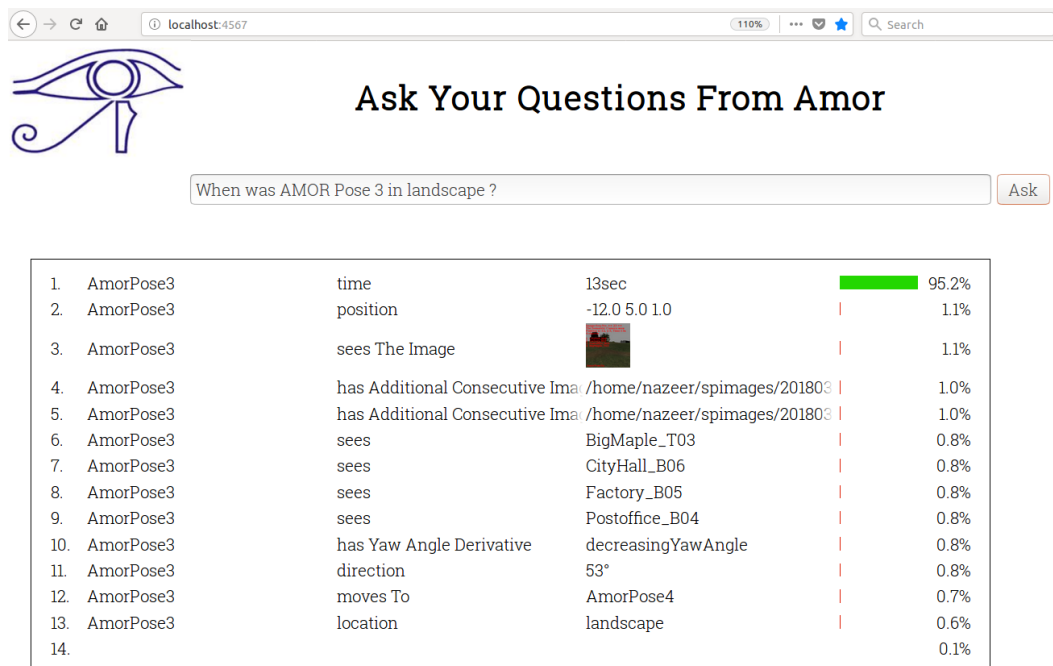 localhost:4567 110% Search
Ask Your Questions From Amor
When was AMOR Pose 3 in landscape ? Ask
1. AmorPose3 time 13sec 95.2%
2. AmorPose3 position -12.0 5.0 1.0 1.1%
3. AmorPose3 sees The Image 1.1%
4. AmorPose3 has Additional Consecutive /home/nazeer/spimages/201803 1.0%
5. AmorPose3 has Additional Consecutive /home/nazeer/spimages/201803 1.0%
6. AmorPose3 sees BigMaple_T03 0.8%
7. AmorPose3 sees CityHall_B06 0.8%
8. AmorPose3 sees Factory_B05 0.8%
9. AmorPose3 sees Postoffice_B04 0.8%
10. AmorPose3 has Yaw Angle Derivative decreasingYawAngle 0.8%
11. AmorPose3 direction 53° 0.8%
12. AmorPose3 moves To AmorPose4 0.7%
13. AmorPose3 location landscape 0.6%
14. 0.1%